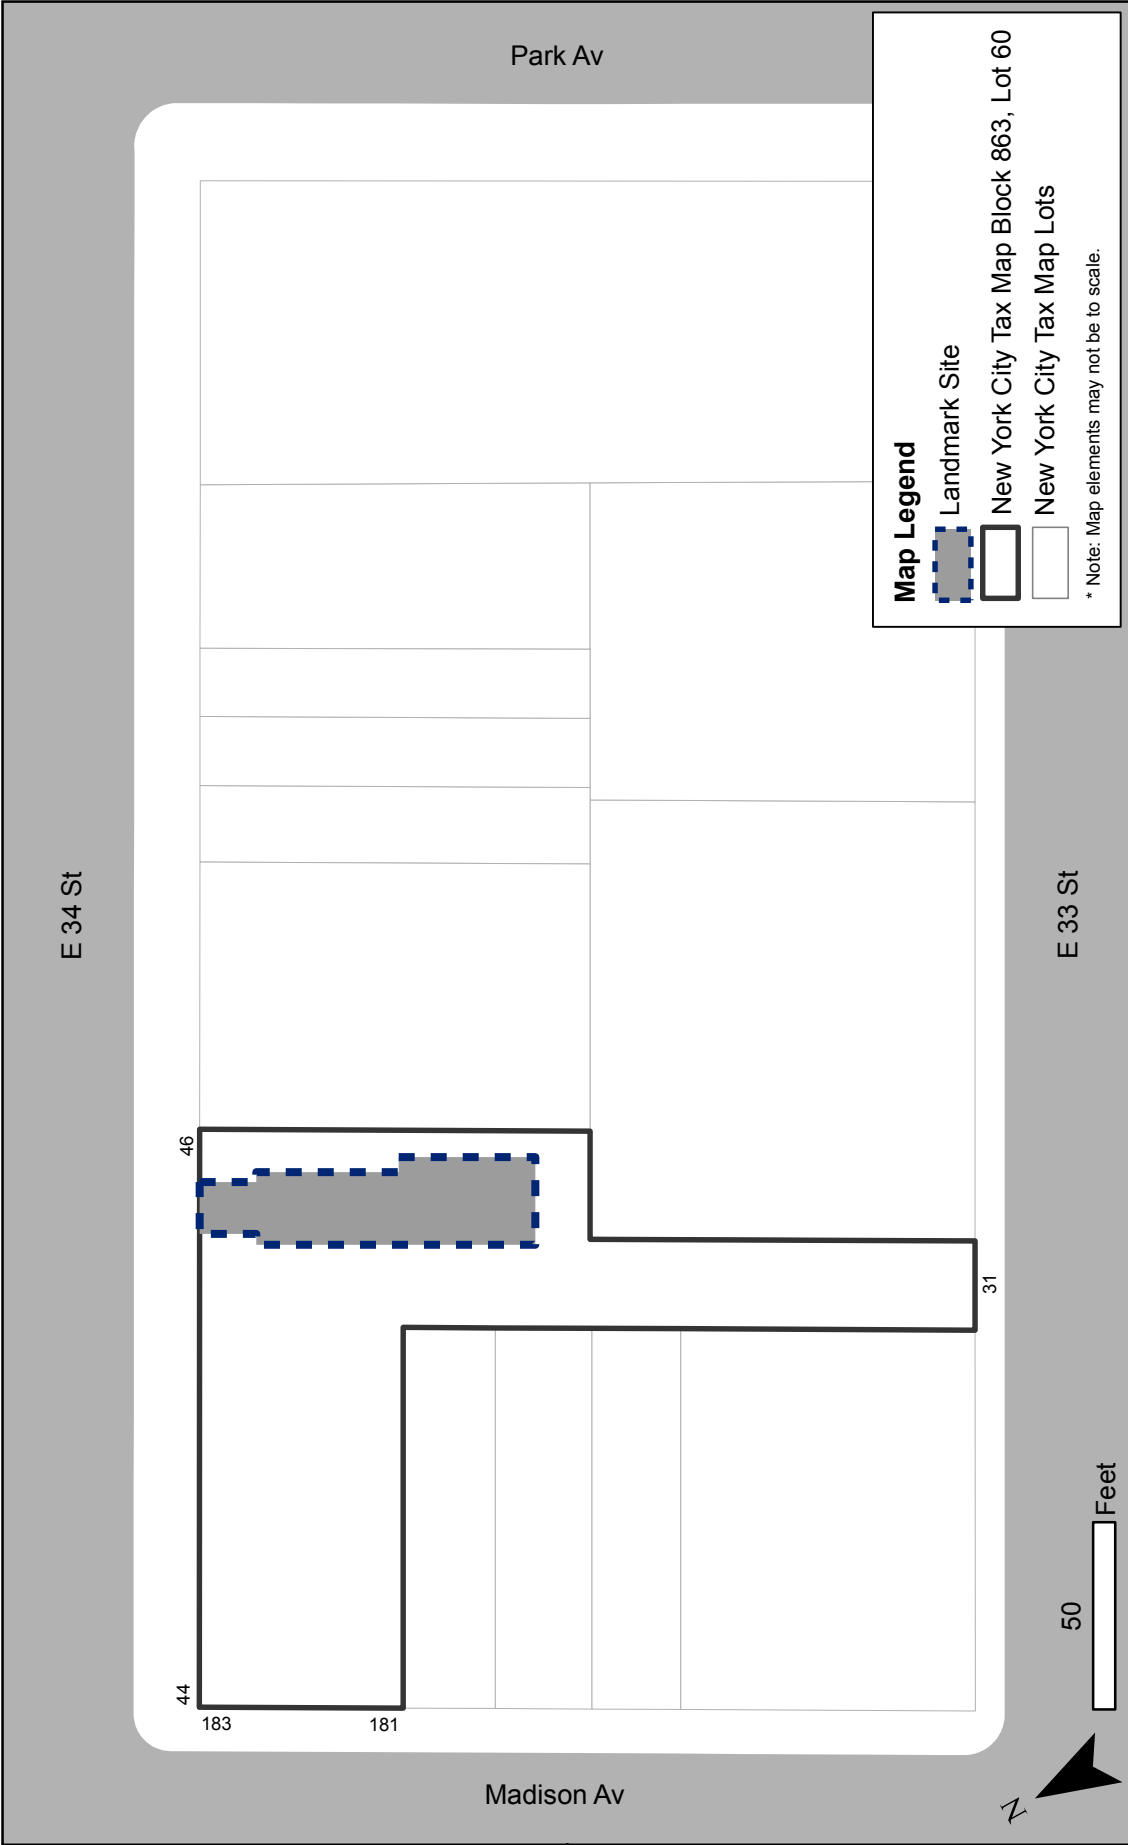 Park Av
E 34 St
E 33 St
Madison Av
46
44
183
181
31
Map Legend
Landmark Site
New York City Tax Map Block 863, Lot 60
New York City Tax Map Lots
* Note: Map elements may not be to scale.
50
Feet
N